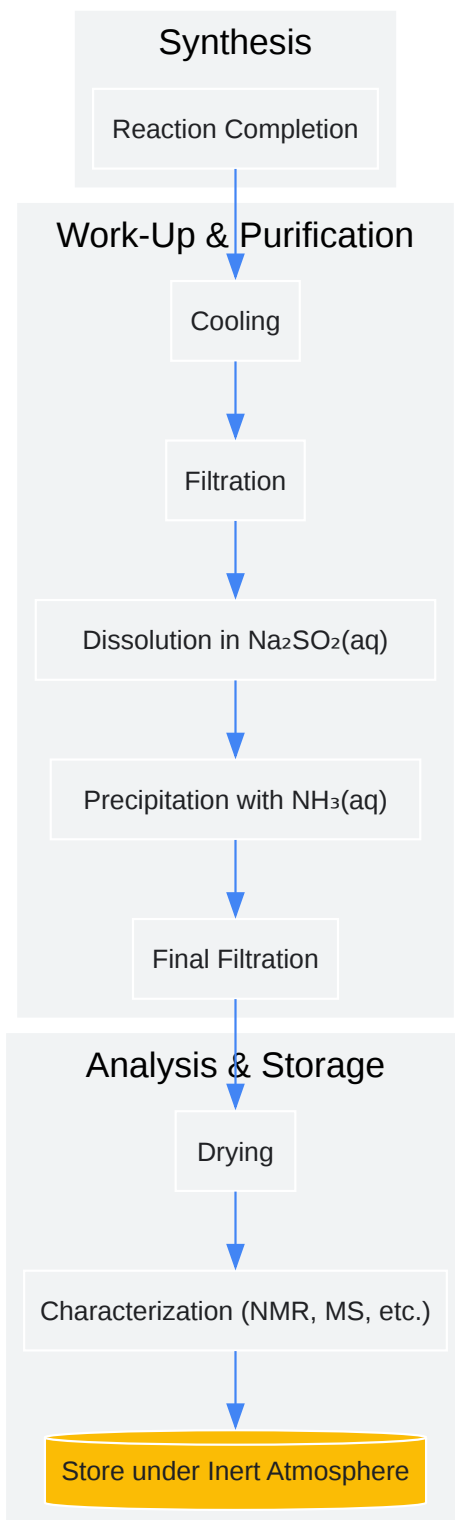 Synthesis
Reaction Completion
Work-Up & Purification
Cooling
Filtration
Dissolution in Na₂SO₂(aq)
Precipitation with NH₃(aq)
Final Filtration
Analysis & Storage
Drying
Characterization (NMR, MS, etc.)
Store under Inert Atmosphere